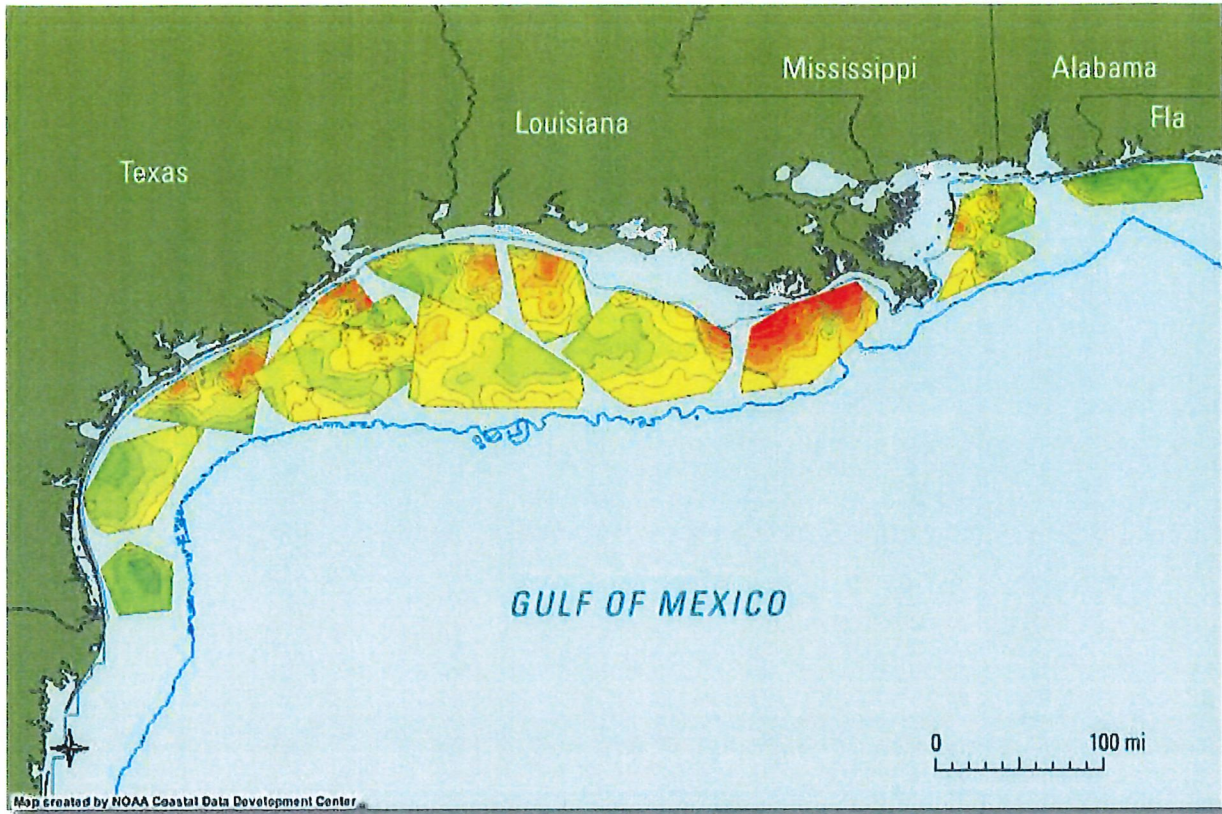 Mississippi
Alabama
Louisiana
Fla
Texas
GULF OF MEXICO
0 100 mi
Map created by NOAA Coastal Data Development Center